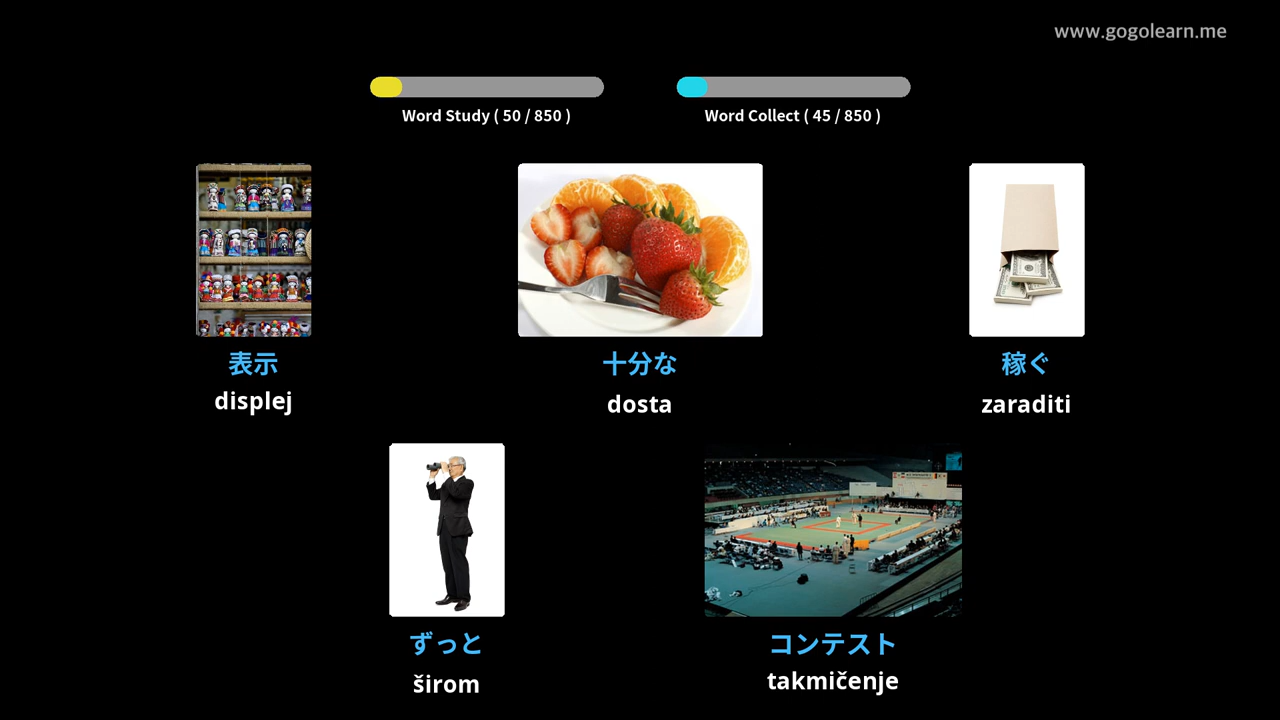 www.gogolearn.me
Word Study ( 50 / 850 )
Word Collect ( 45 / 850 )
表示
displej
十分な
dosta
稼ぐ
zaraditi
ずっと
širom
コンテスト
takmičenje